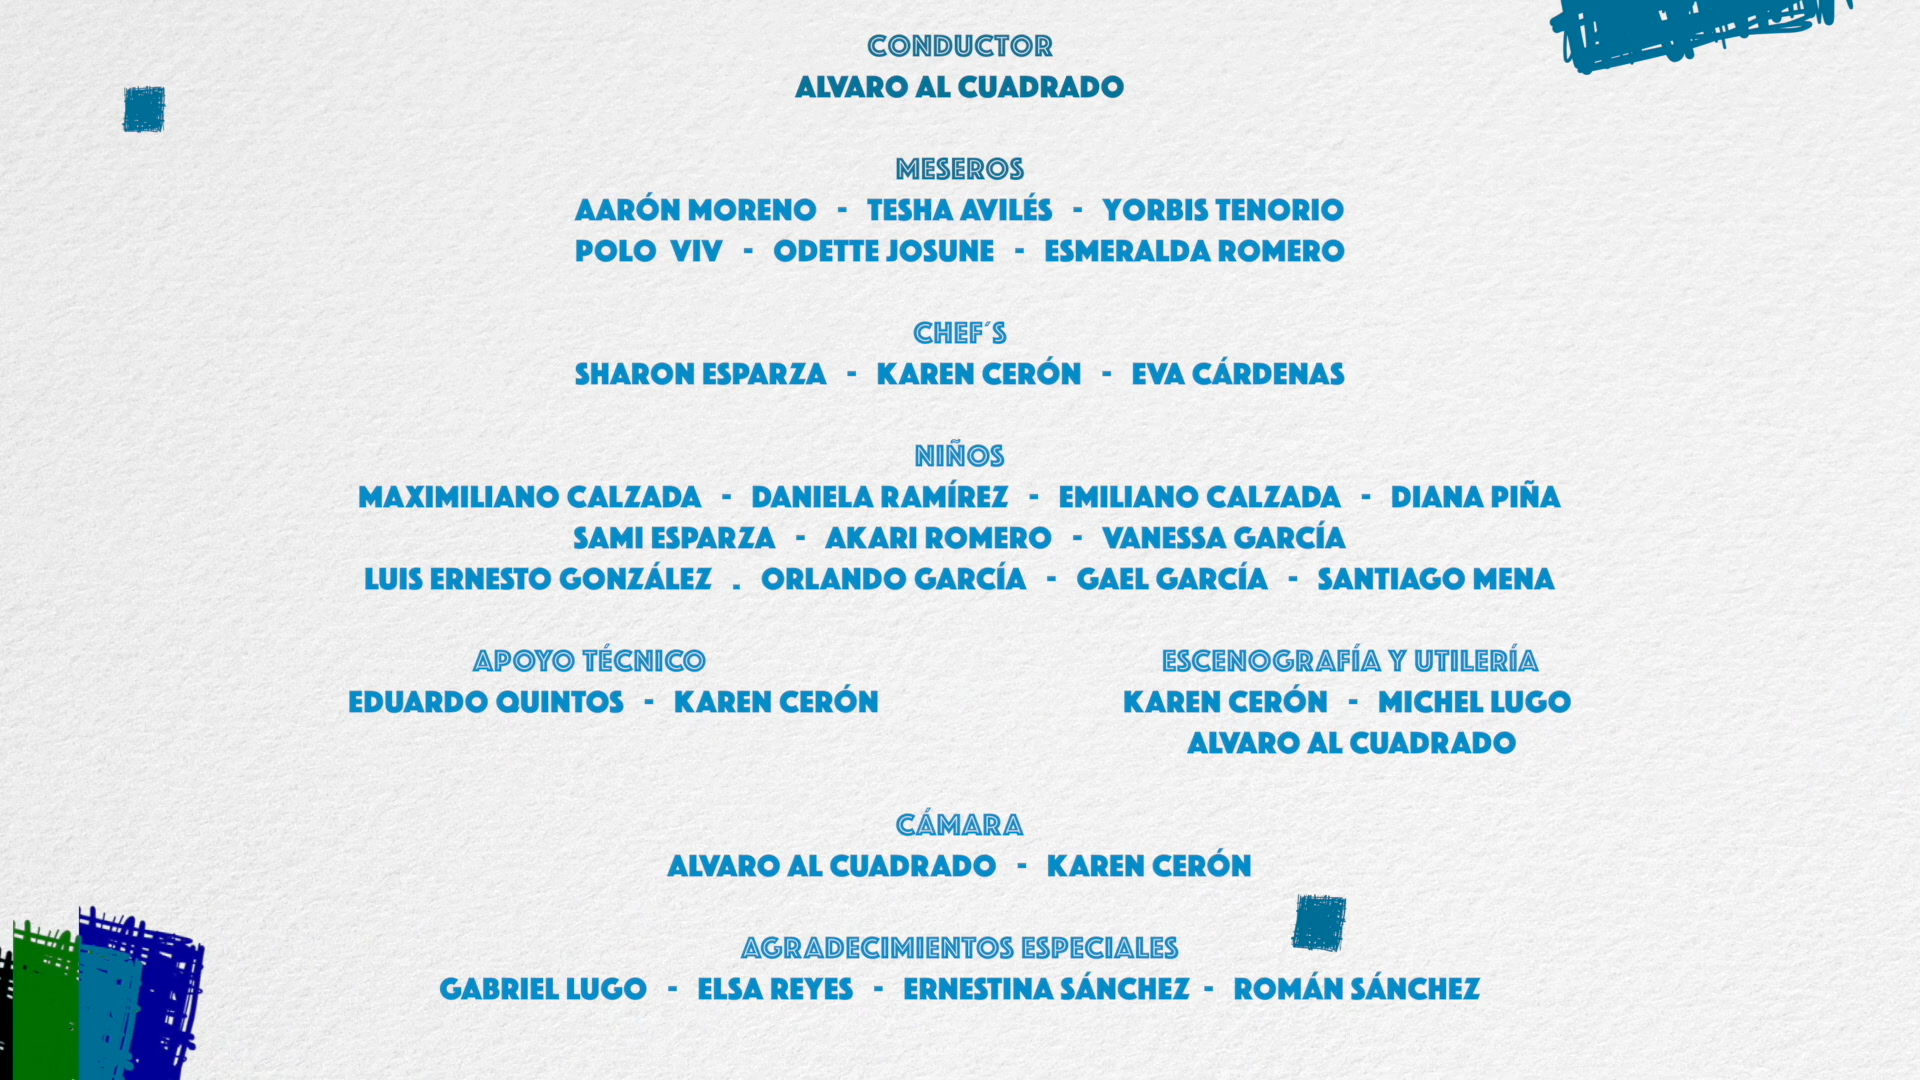 CONDUCTOR
ALVARO AL CUADRADO
MESEROS
AARÓN MORENO - TESHA AVILÉS - YORBIS TENORIO
POLO VIV - ODETTE JOSUNE - ESMERALDA ROMERO
CHEF´S
SHARON ESPARZA - KAREN CERÓN - EVA CÁRDENAS
NIÑOS
MAXIMILIANO CALZADA - DANIELA RAMÍREZ - EMILIANO CALZADA - DIANA PIÑA
SAMI ESPARZA - AKARI ROMERO - VANESSA GARCÍA
LUIS ERNESTO GONZÁLEZ . ORLANDO GARCÍA - GAEL GARCÍA - SANTIAGO MENA
APOYO TÉCNICO
EDUARDO QUINTOS - KAREN CERÓN
ESCENOGRAFÍA Y UTILERÍA
KAREN CERÓN - MICHEL LUGO
ALVARO AL CUADRADO
CÁMARA
ALVARO AL CUADRADO - KAREN CERÓN
AGRADECIMIENTOS ESPECIALES
GABRIEL LUGO - ELSA REYES - ERNESTINA SÁNCHEZ - ROMÁN SÁNCHEZ